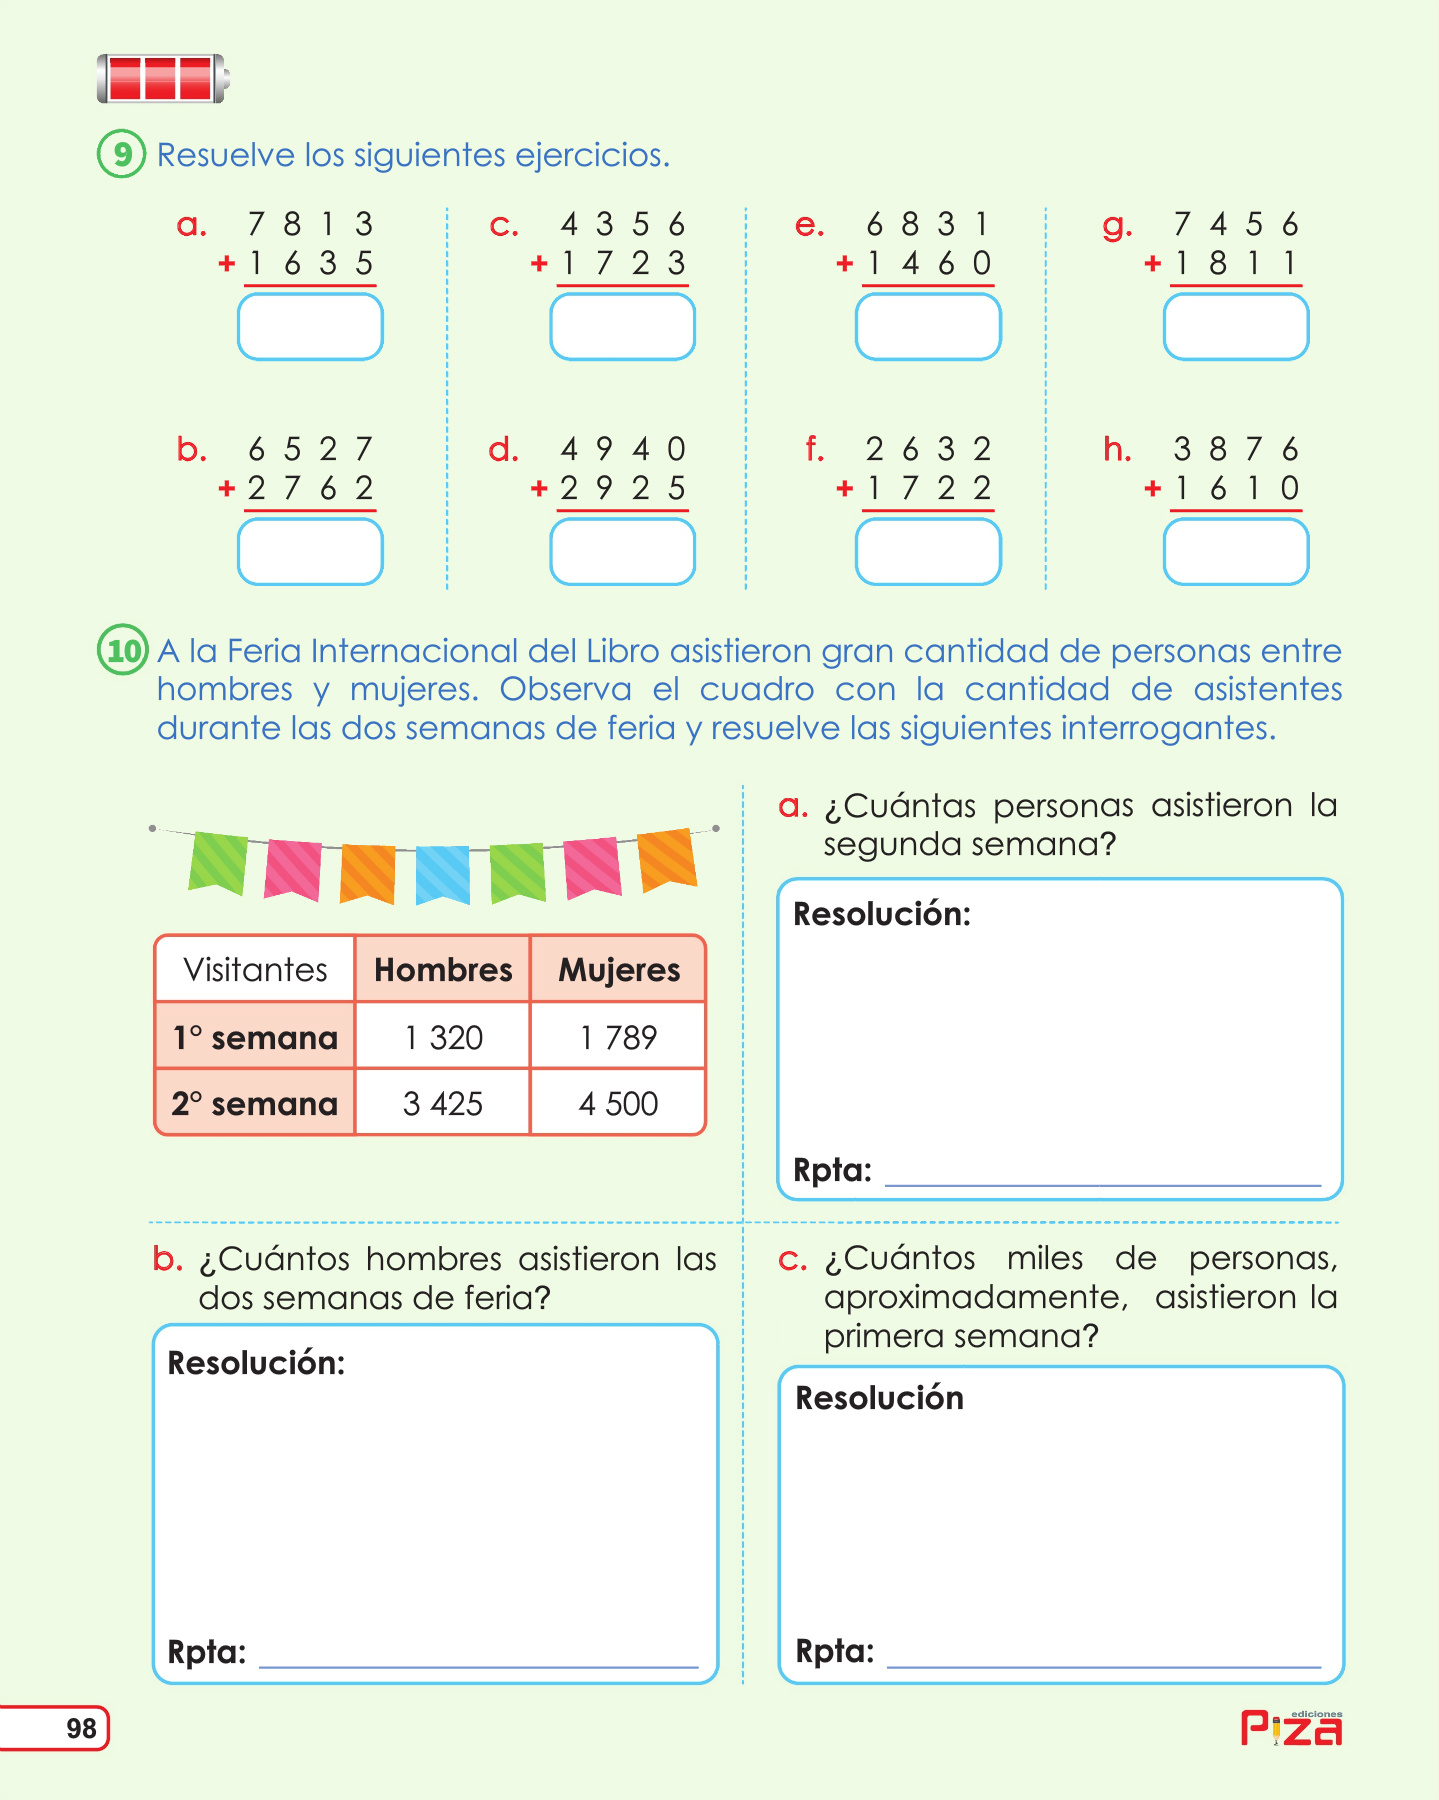 9 Resuelve los siguientes ejercicios.
a. 7 8 1 3
+ 1 6 3 5
c. 4 3 5 6
+ 1 7 2 3
e. 6 8 3 1
+ 1 4 6 0
g. 7 4 5 6
+ 1 8 1 1
b. 6 5 2 7
+ 2 7 6 2
d. 4 9 4 0
+ 2 9 2 5
f. 2 6 3 2
+ 1 7 2 2
h. 3 8 7 6
+ 1 6 1 0
10 A la Feria Internacional del Libro asistieron gran cantidad de personas entre
hombres y mujeres. Observa el cuadro con la cantidad de asistentes
durante las dos semanas de feria y resuelve las siguientes interrogantes.
Visitantes Hombres Mujeres
1° semana 1 320 1 789
2° semana 3 425 4 500
a. ¿Cuántas personas asistieron la
segunda semana?
Resolución:
Rpta:
b. ¿Cuántos hombres asistieron las
dos semanas de feria?
Resolución:
Rpta:
c. ¿Cuántos miles de personas,
aproximadamente, asistieron la
primera semana?
Resolución
Rpta:
98
ediciones
Piza